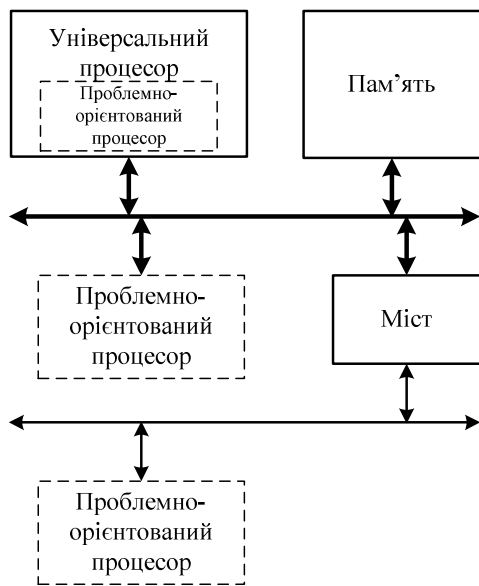 Універсальний
процесор
Проблемно-
орієнтований
процесор
Пам’ять
Проблемно-
орієнтований
процесор
Міст
Проблемно-
орієнтований
процесор